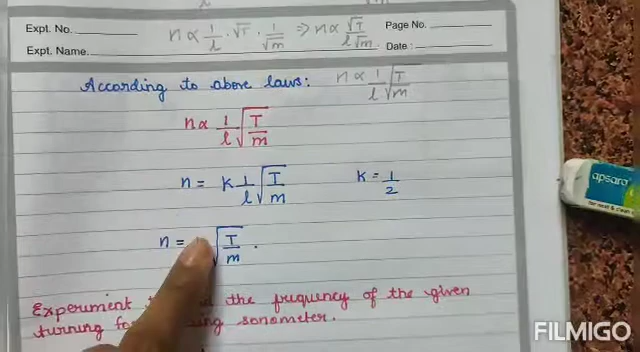 Expt. No.
n ∝ 1/l · √T · 1/√m ⇒ n ∝ √T/l√m
Page No.
Expt. Name.
Date :
According to above laws:
n ∝ 1/l √T/√m
n ∝ 1/l √(T/m)
n = K 1/l √(T/m)
K = 1/2
n = √(T/m) .
Experiment the frequency of the given
turning sonometer.
apsara
FILMIGO